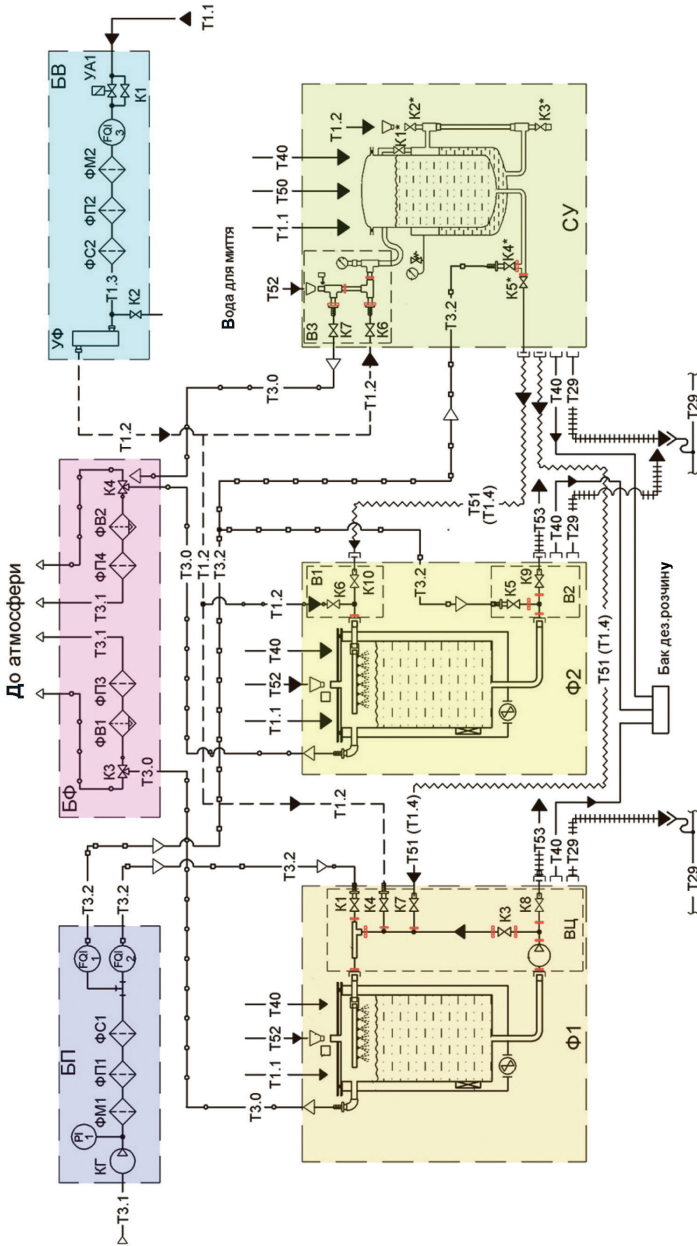 До атмосфери
БП
КГ
PI
1
ФМ1
ФП1
ФС1
FQI
1
FQI
2
Т3.1
Т3.2
Т3.2
БФ
К3
ФВ1
ФП3
Т3.1
Т3.1
ФП4
ФВ2
К4
Т3.0
Т3.0
БВ
УФ
К2
Т1.3
ФС2
ФП2
ФМ2
FQI
3
УА1
К1
Т1.1
Т1.2
Т1.2
Т3.2
Т3.0
Т1.2
Т3.2
Т1.2
Ф1
Т3.0
Т1.1
Т52
Т40
К1
К4
К7
К3
К8
ВЦ
Т3.2
Т51 (Т1.4)
Т53
Т40
Т29
Т29
Ф2
Т1.1
Т52
Т40
Т1.2
В1
К6
К10
Т3.2
К5
К9
В2
Т51
(Т1.4)
Т53
Т40
Т29
Т51 (Т1.4)
Бак дез.розчину
СУ
Вода для миття
Т52
В3
К7
К6
Т1.1
Т50
Т40
Т1.2
К1*
К2*
К3*
К4*
К5*
Т40
Т29
Т29